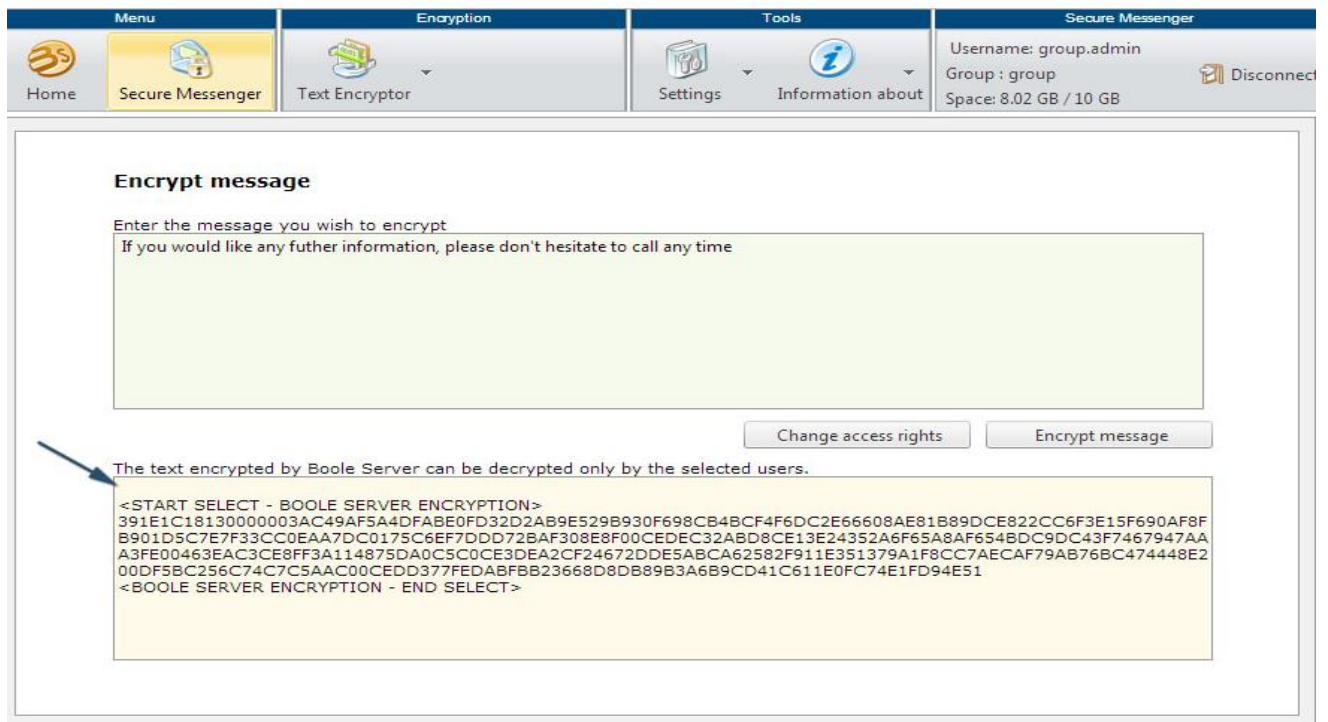 Menu
Encryption
Tools
Secure Messenger
Home
Secure Messenger
Text Encryptor
Settings
Information about
Username: group.admin
Group : group
Space: 8.02 GB / 10 GB
Disconnect
Encrypt message
Enter the message you wish to encrypt
If you would like any futher information, please don't hesitate to call any time
Change access rights
Encrypt message
The text encrypted by Boole Server can be decrypted only by the selected users.
<START SELECT - BOOLE SERVER ENCRYPTION>
391E1C18130000003AC49AF5A4DFABE0FD32D2AB9E529B930F698CB4BCF4F6DC2E66608AE81B89DCE822CC6F3E15F690AF8F
B901D5C7E7F33CC0EAA7DC0175C6EF7DDD72BAF308E8F00CEDEC32ABD8CE13E24352A6F65A8AF654BDC9DC43F7467947AA
A3FE00463EAC3CE8FF3A114875DA0C5C0CE3DEA2CF24672DDE5ABCA62582F911E351379A1F8CC7AECAF79AB76BC474448E2
00DF5BC256C74C7C5AAC00CEDD377FEDABFBB23668D8DB89B3A6B9CD41C611E0FC74E1FD94E51
<BOOLE SERVER ENCRYPTION - END SELECT>